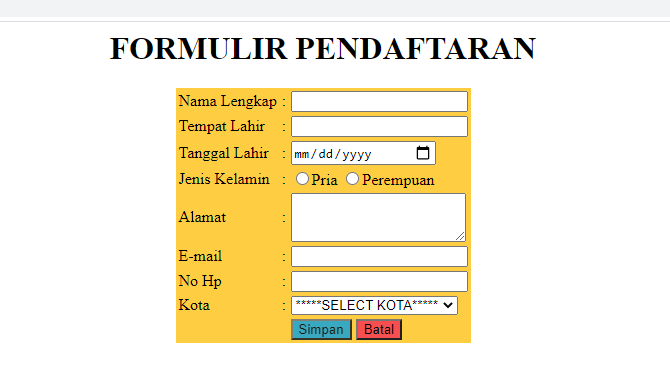 FORMULIR PENDAFTARAN
Nama Lengkap :
Tempat Lahir :
Tanggal Lahir : mm/dd/yyyy
Jenis Kelamin : Pria Perempuan
Alamat :
E-mail :
No Hp :
Kota : *****SELECT KOTA*****
Simpan Batal